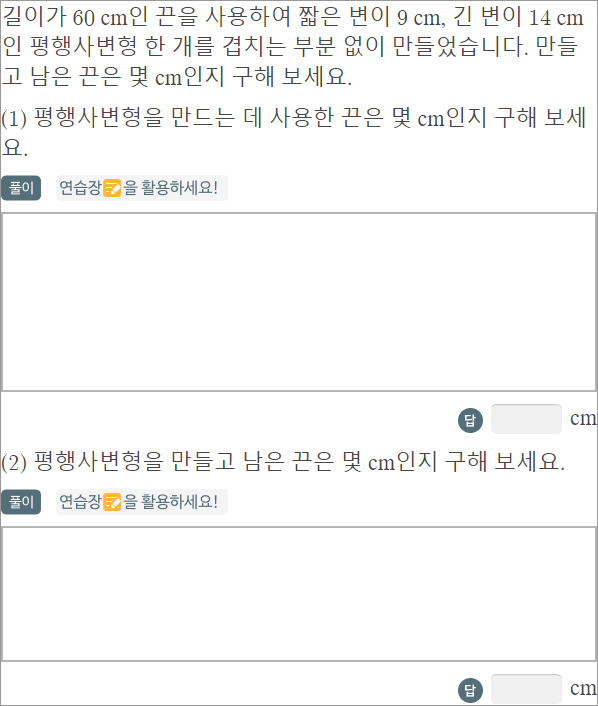 길이가 60 cm인 끈을 사용하여 짧은 변이 9 cm, 긴 변이 14 cm
인 평행사변형 한 개를 겹치는 부분 없이 만들었습니다. 만들
고 남은 끈은 몇 cm인지 구해 보세요.
(1) 평행사변형을 만드는 데 사용한 끈은 몇 cm인지 구해 보세
요.
풀이 연습장을 활용하세요!
답 cm
(2) 평행사변형을 만들고 남은 끈은 몇 cm인지 구해 보세요.
풀이 연습장을 활용하세요!
답 cm